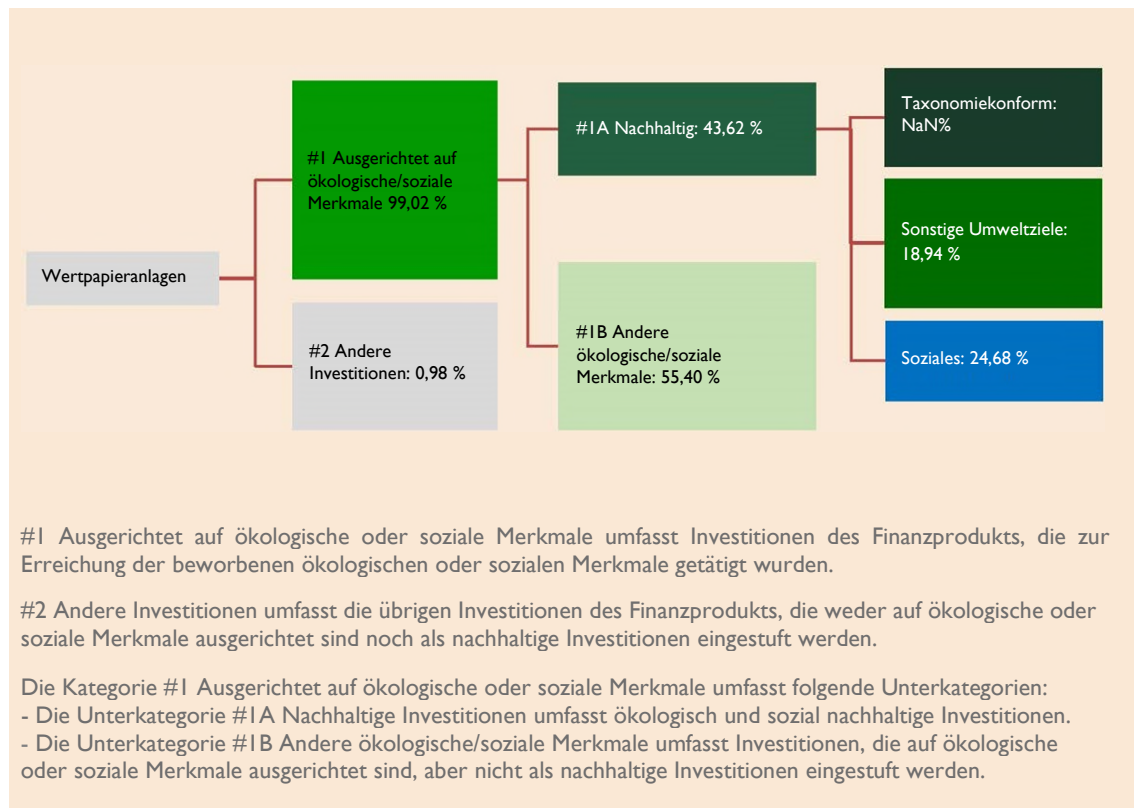 Wertpapieranlagen
#1 Ausgerichtet auf
ökologische/soziale
Merkmale 99,02 %
#2 Andere
Investitionen: 0,98 %
#1A Nachhaltig: 43,62 %
#1B Andere
ökologische/soziale
Merkmale: 55,40 %
Taxonomiekonform:
NaN%
Sonstige Umweltziele:
18,94 %
Soziales: 24,68 %
#1 Ausgerichtet auf ökologische oder soziale Merkmale umfasst Investitionen des Finanzprodukts, die zur
Erreichung der beworbenen ökologischen oder sozialen Merkmale getätigt wurden.
#2 Andere Investitionen umfasst die übrigen Investitionen des Finanzprodukts, die weder auf ökologische oder
soziale Merkmale ausgerichtet sind noch als nachhaltige Investitionen eingestuft werden.
Die Kategorie #1 Ausgerichtet auf ökologische oder soziale Merkmale umfasst folgende Unterkategorien:
- Die Unterkategorie #1A Nachhaltige Investitionen umfasst ökologisch und sozial nachhaltige Investitionen.
- Die Unterkategorie #1B Andere ökologische/soziale Merkmale umfasst Investitionen, die auf ökologische
oder soziale Merkmale ausgerichtet sind, aber nicht als nachhaltige Investitionen eingestuft werden.